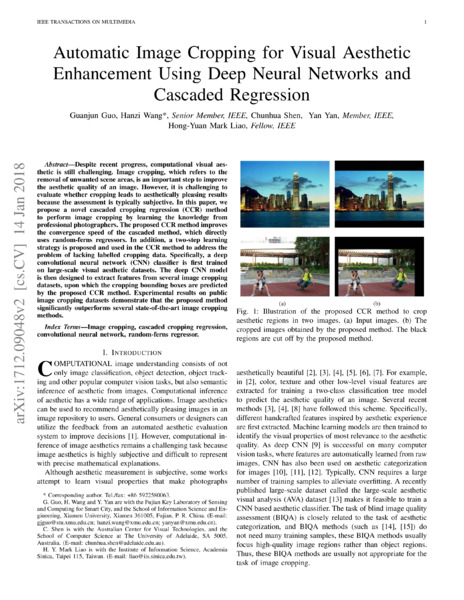 IEEE TRANSACTIONS ON MULTIMEDIA
1
Automatic Image Cropping for Visual Aesthetic
Enhancement Using Deep Neural Networks and
Cascaded Regression
Guanjun Guo, Hanzi Wang*, Senior Member, IEEE, Chunhua Shen, Yan Yan, Member, IEEE,
Hong-Yuan Mark Liao, Fellow, IEEE
arXiv:1712.09048v2 [cs.CV] 14 Jan 2018
Abstract—Despite recent progress, computational visual aes-
thetic is still challenging. Image cropping, which refers to the
removal of unwanted scene areas, is an important step to improve
the aesthetic quality of an image. However, it is challenging to
evaluate whether cropping leads to aesthetically pleasing results
because the assessment is typically subjective. In this paper, we
propose a novel cascaded cropping regression (CCR) method
to perform image cropping by learning the knowledge from
professional photographers. The proposed CCR method improves
the convergence speed of the cascaded method, which directly
uses random-ferns regressors. In addition, a two-step learning
strategy is proposed and used in the CCR method to address the
problem of lacking labelled cropping data. Specifically, a deep
convolutional neural network (CNN) classifier is first trained
on large-scale visual aesthetic datasets. The deep CNN model
is then designed to extract features from several image cropping
datasets, upon which the cropping bounding boxes are predicted
by the proposed CCR method. Experimental results on public
image cropping datasets demonstrate that the proposed method
significantly outperforms several state-of-the-art image cropping
methods.
Index Terms—Image cropping, cascaded cropping regression,
convolutional neural network, random-ferns regressor.
I. INTRODUCTION
COMPUTATIONAL image understanding consists of not
only image classification, object detection, object track-
ing and other popular computer vision tasks, but also semantic
inference of aesthetic from images. Computational inference
of aesthetic has a wide range of applications. Image aesthetics
can be used to recommend aesthetically pleasing images in an
image repository to users. General consumers or designers can
utilize the feedback from an automated aesthetic evaluation
system to improve decisions [1]. However, computational in-
ference of image aesthetics still remains a challenging task because
image aesthetics is highly subjective and difficult to represent
with precise mathematical explanations.
Although aesthetic measurement is subjective, some works
attempt to learn visual properties that make photographs
* Corresponding author. Tel./fax: +86 5922580063.
G. Guo, H. Wang and Y. Yan are with the Fujian Key Laboratory of Sensing
and Computing for Smart City, and the School of Information Science and En-
gineering, Xiamen University, Xiamen 361005, Fujian, P. R. China. (E-mail:
gjguo@stu.xmu.edu.cn; hanzi.wang@xmu.edu.cn; yanyan@xmu.edu.cn).
C. Shen is with the Australian Center for Visual Technologies, and the
School of Computer Science at The University of Adelaide, SA 5005,
Australia. (E-mail: chunhua.shen@adelaide.edu.au).
H. Y. Mark Liao is with the Institute of Information Science, Academia
Sinica, Taipei 115, Taiwan. (E-mail: liao@iis.sinica.edu.tw).
(a)
(b)
Fig. 1: Illustration of the proposed CCR method to crop
aesthetic regions in two images. (a) Input images. (b) The
cropped images obtained by the proposed method. The black
regions are cut off by the proposed method.
aesthetically beautiful [2], [3], [4], [5], [6], [7]. For example,
in [2], color, texture and other low-level visual features are
extracted for training a two-class classification tree model
to predict the aesthetic quality of an image. Several recent
methods [3], [4], [8] have followed this scheme. Specifically,
different handcrafted features inspired by aesthetic experience
are first extracted. Machine learning models are then trained to
identify the visual properties of most relevance to the aesthetic
quality. As deep CNN [9] is successful on many computer
vision tasks, where features are automatically learned from raw
images. CNN has also been used on aesthetic categorization
for images [10], [11], [12]. Typically, CNN requires a large
number of training samples to alleviate overfitting. A recently
published large-scale dataset called the large-scale aesthetic
visual analysis (AVA) dataset [13] makes it feasible to train a
CNN based aesthetic classifier. The task of blind image quality
assessment (BIQA) is closely related to the task of aesthetic
categorization, and BIQA methods (such as [14], [15]) do
not need many training samples, these BIQA methods usually
focus high-quality image regions rather than object regions.
Thus, these BIQA methods are usually not appropriate for the
task of image cropping.